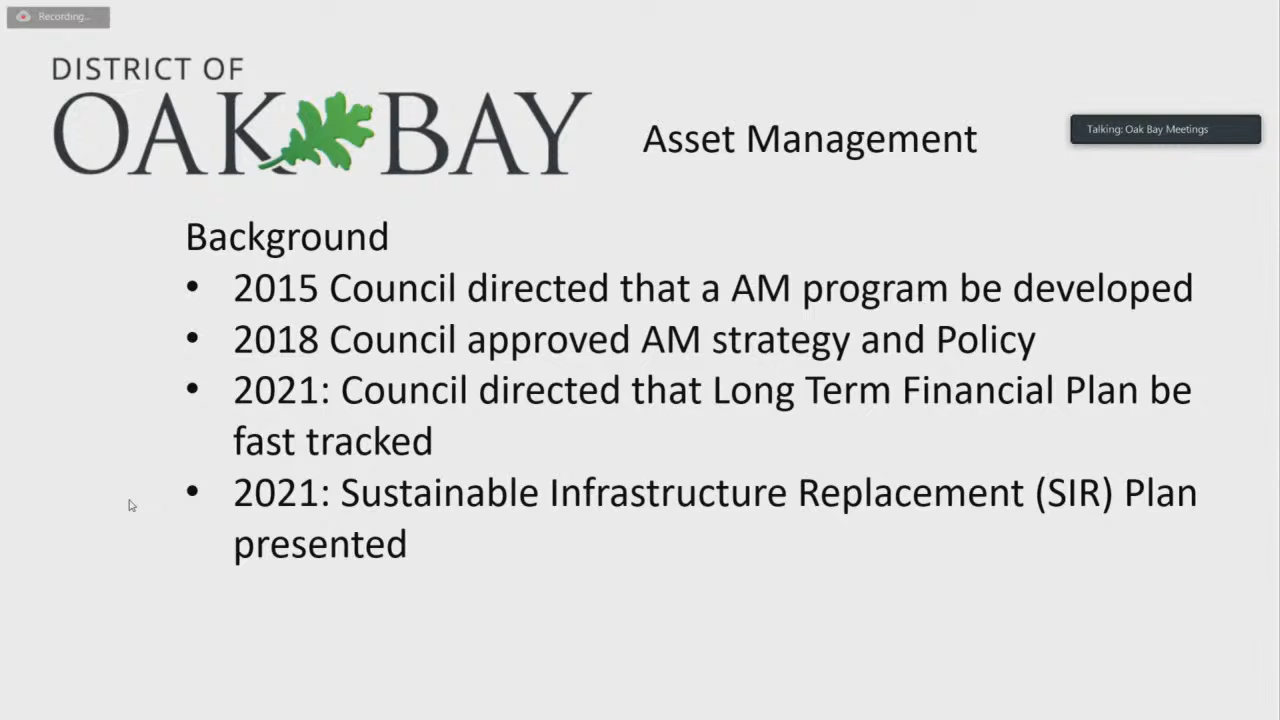 Recording...
DISTRICT OF
OAK BAY
Asset Management
Talking: Oak Bay Meetings
Background
• 2015 Council directed that a AM program be developed
• 2018 Council approved AM strategy and Policy
• 2021: Council directed that Long Term Financial Plan be
fast tracked
• 2021: Sustainable Infrastructure Replacement (SIR) Plan
presented